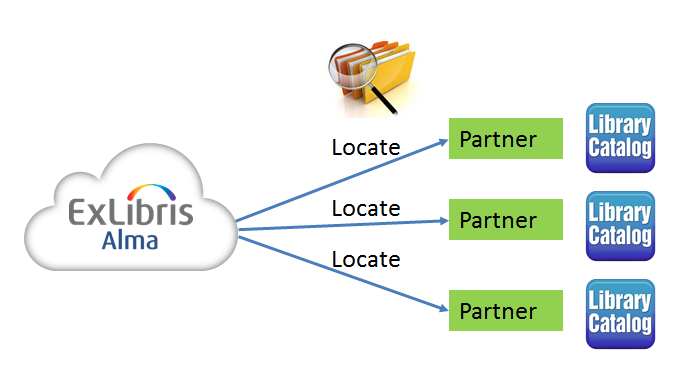 ExLibris
Alma
Locate
Partner
Library
Catalog
Locate
Partner
Library
Catalog
Locate
Partner
Library
Catalog